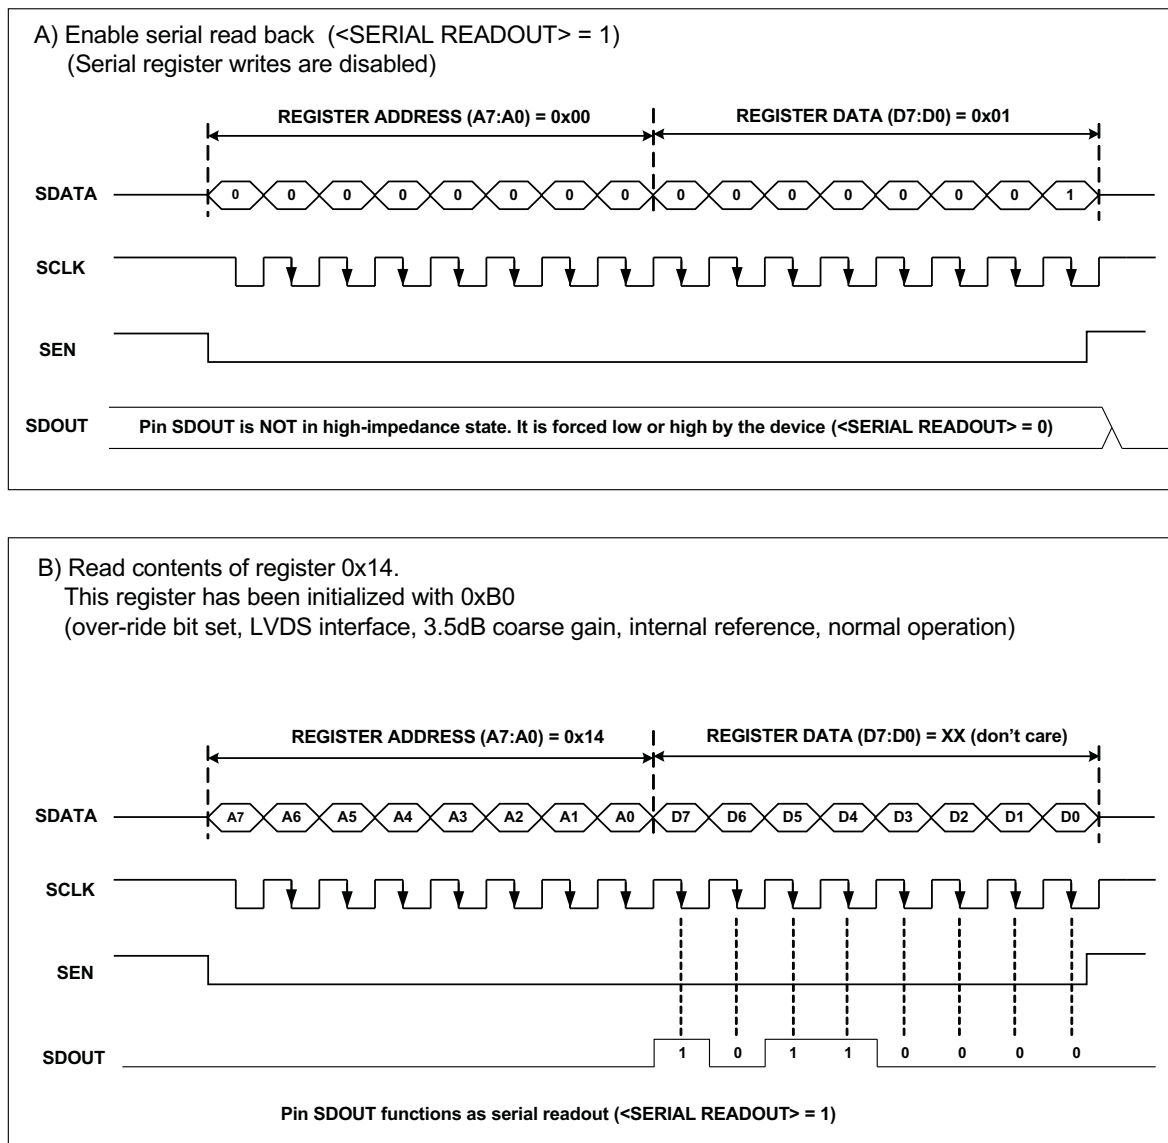 A) Enable serial read back (<SERIAL READOUT> = 1)
(Serial register writes are disabled)
REGISTER ADDRESS (A7:A0) = 0x00 REGISTER DATA (D7:D0) = 0x01
SDATA 0 0 0 0 0 0 0 0 0 0 0 0 0 0 0 1
SCLK
SEN
SDOUT Pin SDOUT is NOT in high-impedance state. It is forced low or high by the device (<SERIAL READOUT> = 0)
B) Read contents of register 0x14.
This register has been initialized with 0xB0
(over-ride bit set, LVDS interface, 3.5dB coarse gain, internal reference, normal operation)
REGISTER ADDRESS (A7:A0) = 0x14 REGISTER DATA (D7:D0) = XX (don't care)
SDATA A7 A6 A5 A4 A3 A2 A1 A0 D7 D6 D5 D4 D3 D2 D1 D0
SCLK
SEN
SDOUT 1 0 1 1 0 0 0 0
Pin SDOUT functions as serial readout (<SERIAL READOUT> = 1)